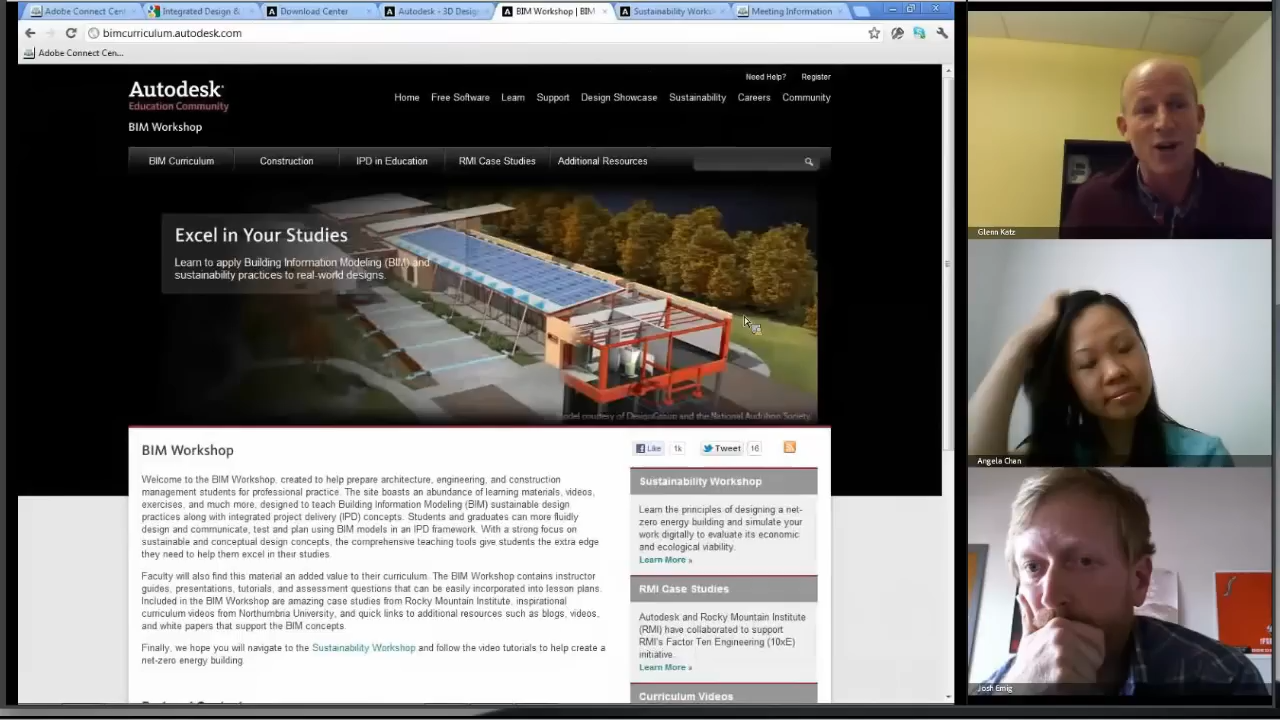 Adobe Connect Cen
Integrated Design &
Download Center
Autodesk - 3D Desig
BIM Workshop | BIM
Sustainability Works
Meeting Information
bimcurriculum.autodesk.com
Adobe Connect Cen...
Need Help? Register
Autodesk
Education Community
BIM Workshop
Home Free Software Learn Support Design Showcase Sustainability Careers Community
BIM Curriculum Construction IPD in Education RMI Case Studies Additional Resources
Excel in Your Studies
Learn to apply Building Information Modeling (BIM) and
sustainability practices to real-world designs.
Model courtesy of DesignGroup and the National Audubon Society
BIM Workshop
Like 1k Tweet 16
Welcome to the BIM Workshop, created to help prepare architecture, engineering, and construction
management students for professional practice. The site boasts an abundance of learning materials, videos,
exercises, and much more, designed to teach Building Information Modeling (BIM) sustainable design
practices along with integrated project delivery (IPD) concepts. Students and graduates can more fluidly
design and communicate, test and plan using BIM models in an IPD framework. With a strong focus on
sustainable and conceptual design concepts, the comprehensive teaching tools give students the extra edge
they need to help them excel in their studies.
Faculty will also find this material an added value to their curriculum. The BIM Workshop contains instructor
guides, presentations, tutorials, and assessment questions that can be easily incorporated into lesson plans.
Included in the BIM Workshop are amazing case studies from Rocky Mountain Institute, inspirational
curriculum videos from Northumbria University, and quick links to additional resources such as blogs, videos,
and white papers that support the BIM concepts.
Finally, we hope you will navigate to the Sustainability Workshop and follow the video tutorials to help create a
net-zero energy building.
Sustainability Workshop
Learn the principles of designing a net-
zero energy building and simulate your
work digitally to evaluate its economic
and ecological viability.
Learn More »
RMI Case Studies
Autodesk and Rocky Mountain Institute
(RMI) have collaborated to support
RMI's Factor Ten Engineering (10xE)
initiative.
Learn More »
Curriculum Videos
Glenn Katz
Angela Chen
Josh Emig